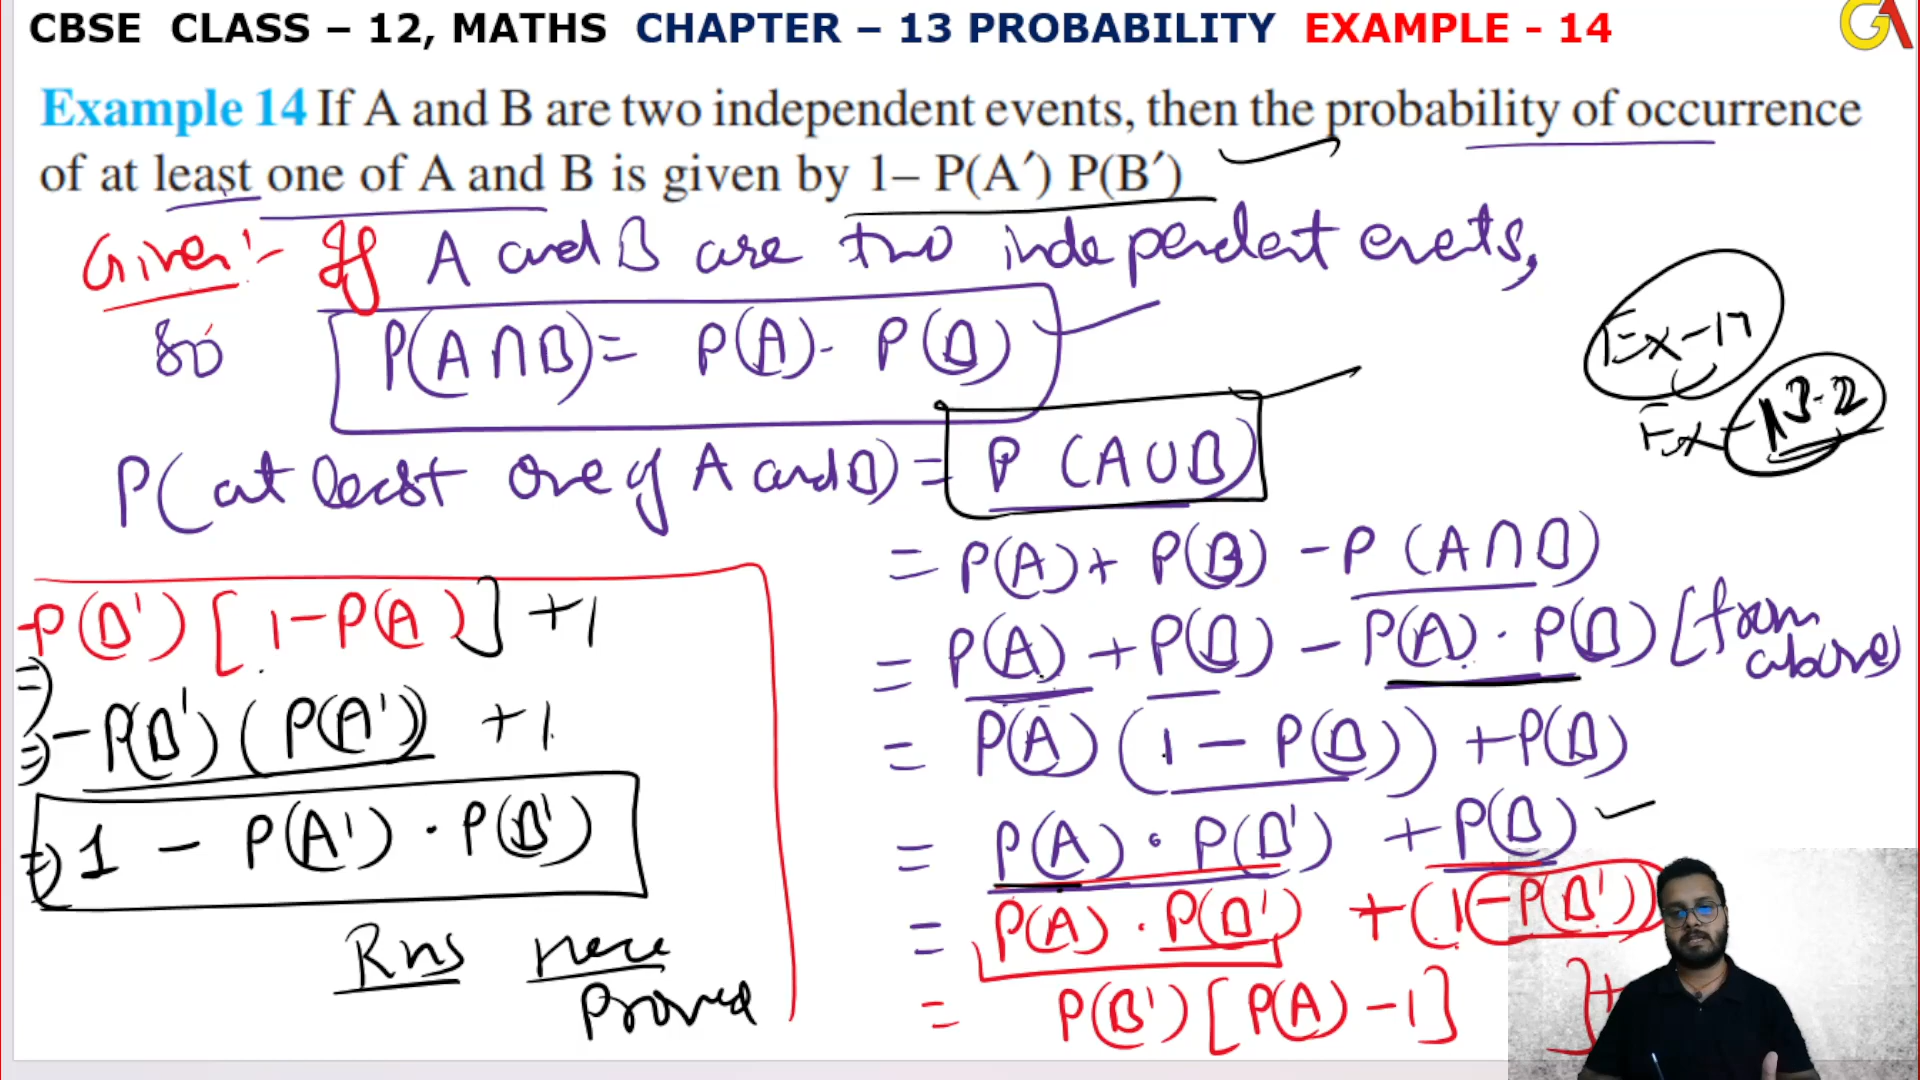 CBSE CLASS – 12, MATHS CHAPTER – 13 PROBABILITY EXAMPLE - 14
GA
Example 14 If A and B are two independent events, then the probability of occurrence
of at least one of A and B is given by 1– P(A′) P(B′)
Given:- If A and B are two independent events,
so P(A∩B) = P(A) · P(B)
Ex-17
Ex-13.2
P(at least one of A and B) = P(A∪B)
= P(A) + P(B) - P(A∩B)
= P(A) + P(B) - P(A) · P(B) [from above)
= P(A) (1 - P(B)) + P(B)
= P(A) · P(B') + P(B)
= P(A) · P(B') + (1 - P(B'))
= P(B') [P(A) - 1] +
-P(B') [1 - P(A)] + 1
⇒ - P(B') (P(A')) + 1
⇒ 1 - P(A') · P(B')
RHS Hence
Proved